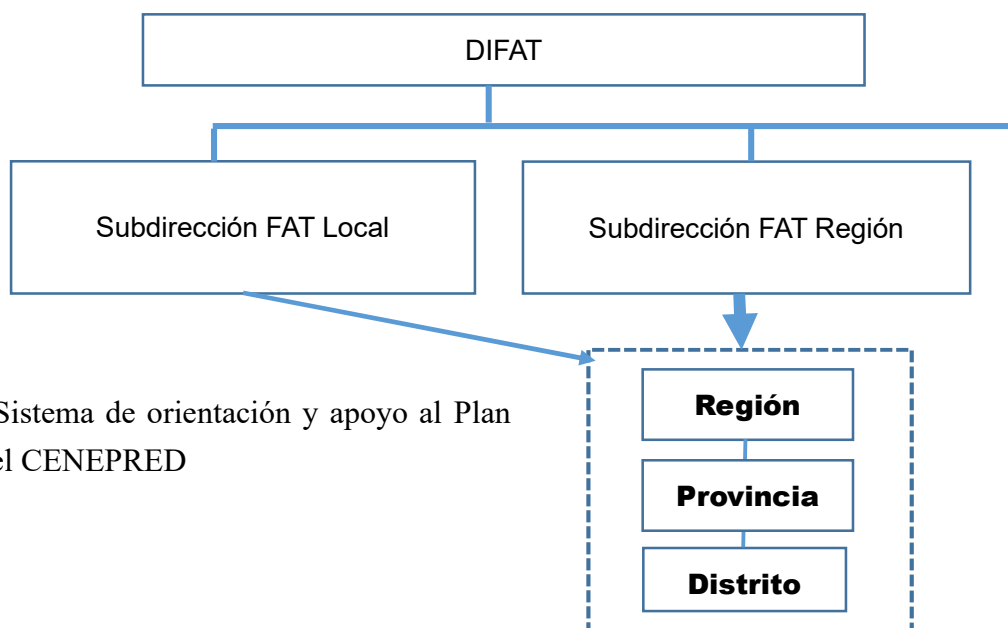 DIFAT
Subdirección FAT Local
Subdirección FAT Región
Sistema de orientación y apoyo al Plan
el CENEPRED
Región
Provincia
Distrito